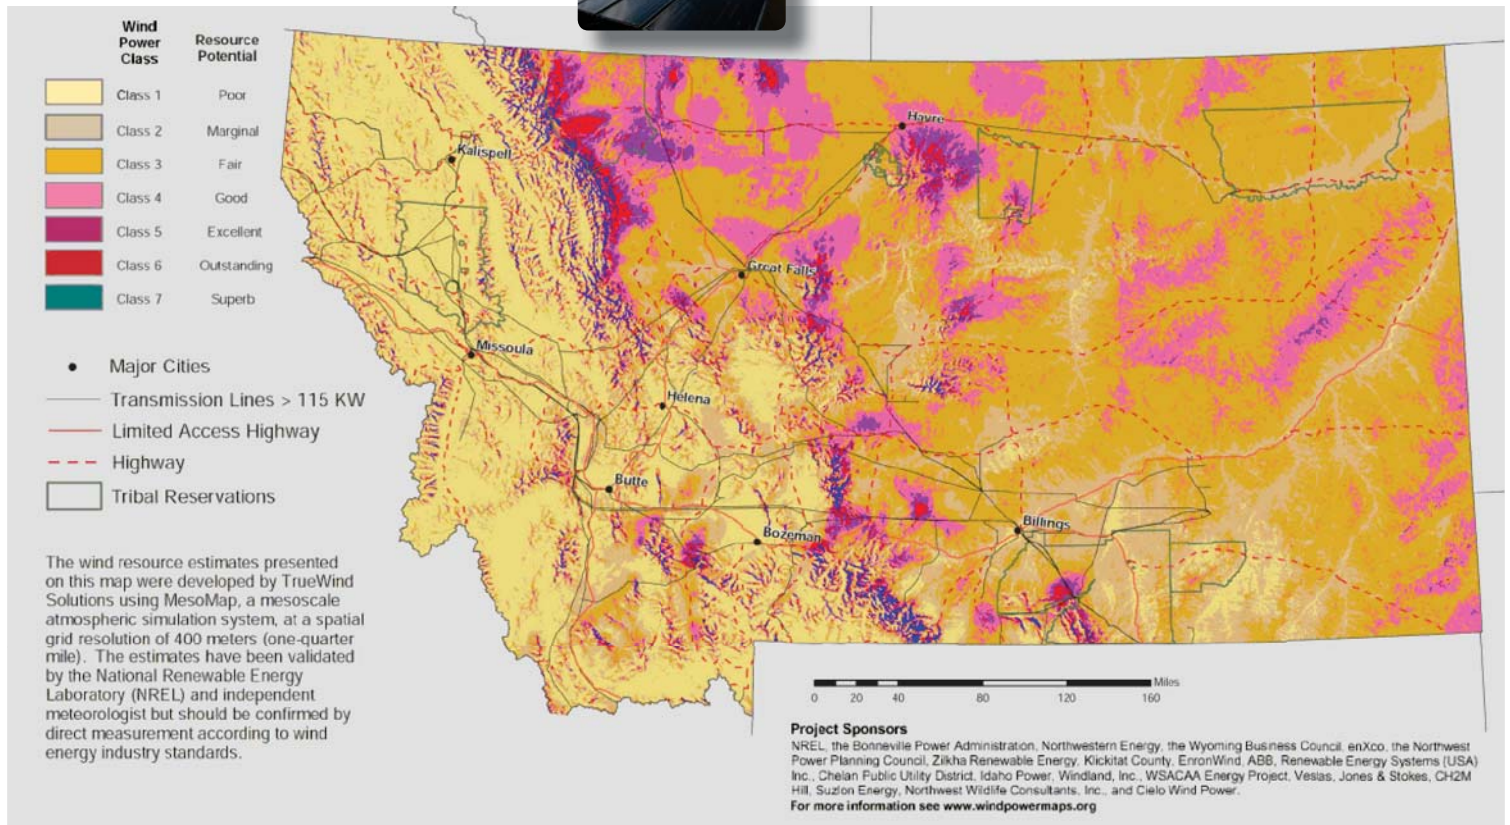 Wind
Power
Class
Resource
Potential
Class 1 Poor
Class 2 Marginal
Class 3 Fair
Class 4 Good
Class 5 Excellent
Class 6 Outstanding
Class 7 Superb
Major Cities
Transmission Lines > 115 KW
Limited Access Highway
Highway
Tribal Reservations
The wind resource estimates presented
on this map were developed by TrueWind
Solutions using MesoMap, a mesoscale
atmospheric simulation system, at a spatial
grid resolution of 400 meters (one-quarter
mile). The estimates have been validated
by the National Renewable Energy
Laboratory (NREL) and independent
meteorologist but should be confirmed by
direct measurement according to wind
energy industry standards.
Havre
Kalispell
Great Falls
Missoula
Helena
Butte
Billings
Bozeman
Miles
0 20 40 80 120 160
Project Sponsors
NREL, the Bonneville Power Administration, Northwestern Energy, the Wyoming Business Council, enXco, the Northwest
Power Planning Council, Zilkha Renewable Energy, Klickitat County, EnronWind, ABB, Renewable Energy Systems (USA)
Inc., Chelan Public Utility District, Idaho Power, Windland, Inc., WSACAA Energy Project, Vestas, Jones & Stokes, CH2M
Hill, Suzlon Energy, Northwest Wildlife Consultants, Inc., and Cielo Wind Power.
For more information see www.windpowermaps.org